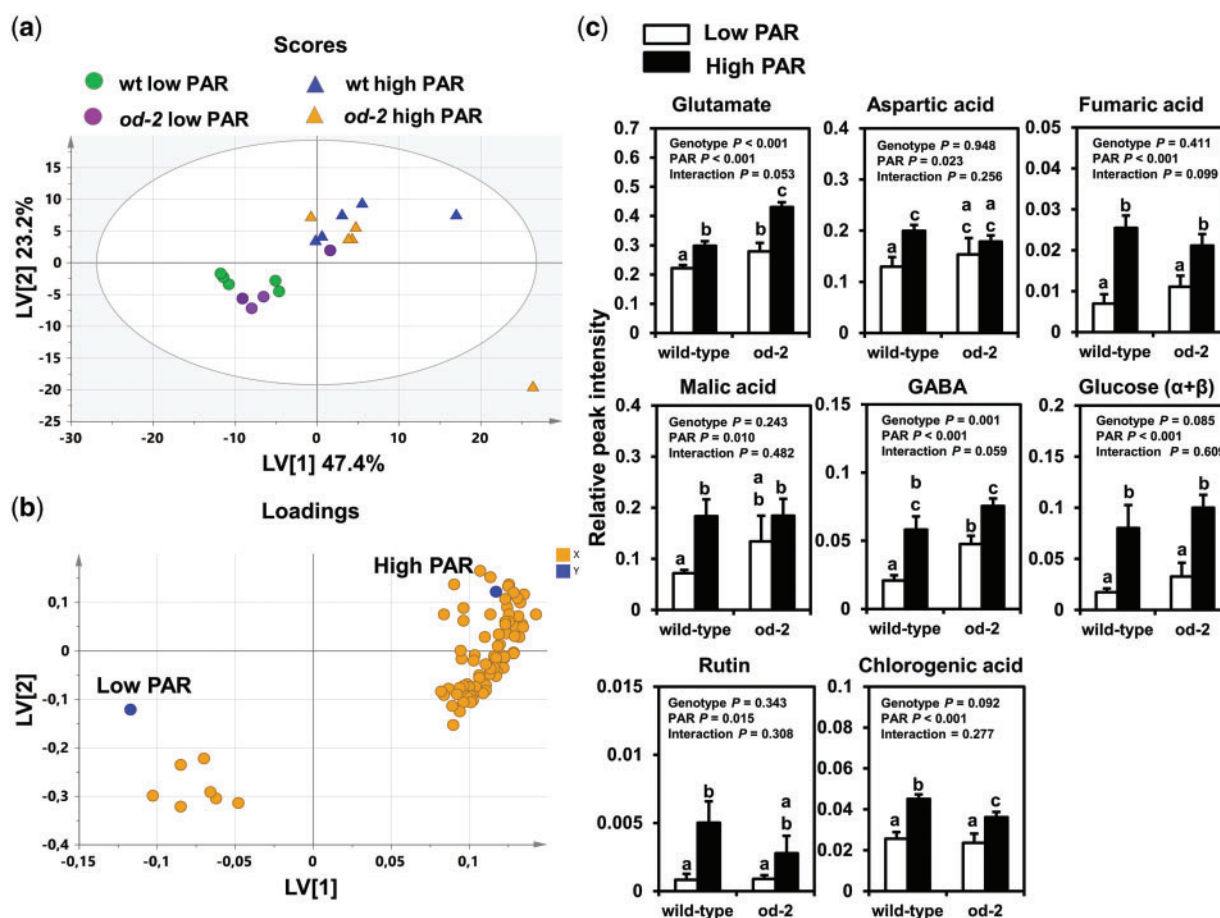 (a)
Scores
wt low PAR
wt high PAR
od-2 low PAR
od-2 high PAR
LV[2] 23.2%
15
10
5
0
-5
-10
-15
-20
-25
-30
-20
-10
0
10
20
LV[1] 47.4%
(b)
Loadings
X
Y
High PAR
Low PAR
LV[2]
0,1
0
-0,1
-0,2
-0,3
-0,4
-0,15
-0,1
-0,05
0
0,05
0,1
LV[1]
(c)
Low PAR
High PAR
Relative peak intensity
Glutamate
0.7
0.6
0.5
0.4
0.3
0.2
0.1
0
Genotype P < 0.001
PAR P < 0.001
Interaction P = 0.053
a
b
a
c
wild-type
od-2
Aspartic acid
0.4
0.3
0.2
0.1
0
Genotype P = 0.948
PAR P = 0.023
Interaction P = 0.256
a
c
a
c
a
c
wild-type
od-2
Fumaric acid
0.05
0.04
0.03
0.02
0.01
0
Genotype P = 0.411
PAR P < 0.001
Interaction P = 0.099
a
b
a
b
wild-type
od-2
Malic acid
0.4
0.3
0.2
0.1
0
Genotype P = 0.243
PAR P = 0.010
Interaction P = 0.482
a
b
a
b
b
wild-type
od-2
GABA
0.15
0.1
0.05
0
Genotype P = 0.001
PAR P < 0.001
Interaction P = 0.059
a
b
c
b
c
wild-type
od-2
Glucose (α+β)
0.2
0.15
0.1
0.05
0
Genotype P = 0.085
PAR P < 0.001
Interaction P = 0.609
a
b
a
b
wild-type
od-2
Rutin
0.015
0.01
0.005
0
Genotype P = 0.343
PAR P = 0.015
Interaction P = 0.308
a
b
a
a
b
wild-type
od-2
Chlorogenic acid
0.1
0.08
0.06
0.04
0.02
0
Genotype P = 0.092
PAR P < 0.001
Interaction = 0.277
a
b
a
c
wild-type
od-2